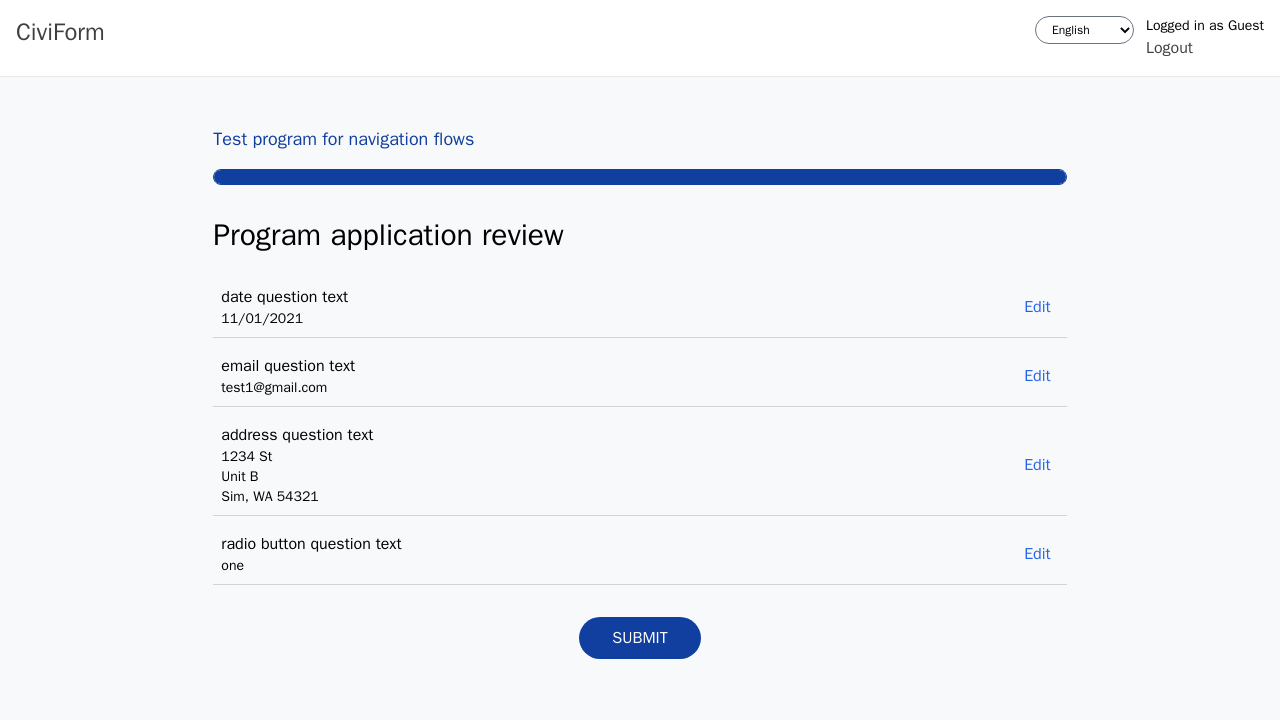 CiviForm
English
Logged in as Guest
Logout
Test program for navigation flows
Program application review
date question text
11/01/2021
Edit
email question text
test1@gmail.com
Edit
address question text
1234 St
Unit B
Sim, WA 54321
Edit
radio button question text
one
Edit
SUBMIT